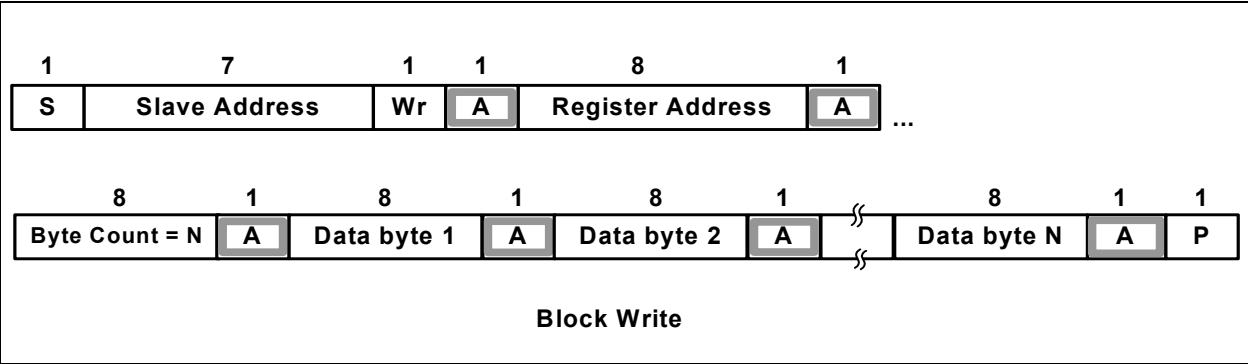 1 7 1 1 8 1
S Slave Address Wr A Register Address A ...
8 1 8 1 8 1 8 1 1
Byte Count = N A Data byte 1 A Data byte 2 A Data byte N A P
Block Write